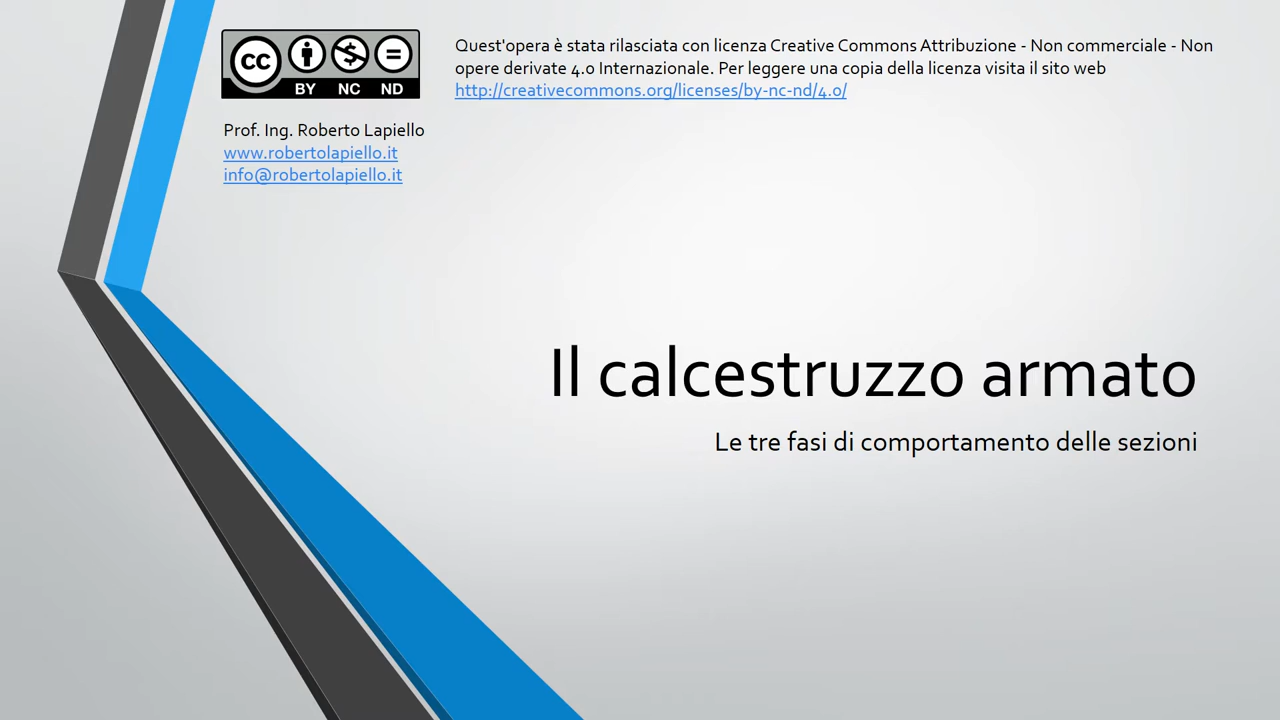 CC
BY NC ND
Quest'opera è stata rilasciata con licenza Creative Commons Attribuzione - Non commerciale - Non
opere derivate 4.0 Internazionale. Per leggere una copia della licenza visita il sito web
http://creativecommons.org/licenses/by-nc-nd/4.0/
Prof. Ing. Roberto Lapiello
www.robertolapiello.it
info@robertolapiello.it
Il calcestruzzo armato
Le tre fasi di comportamento delle sezioni